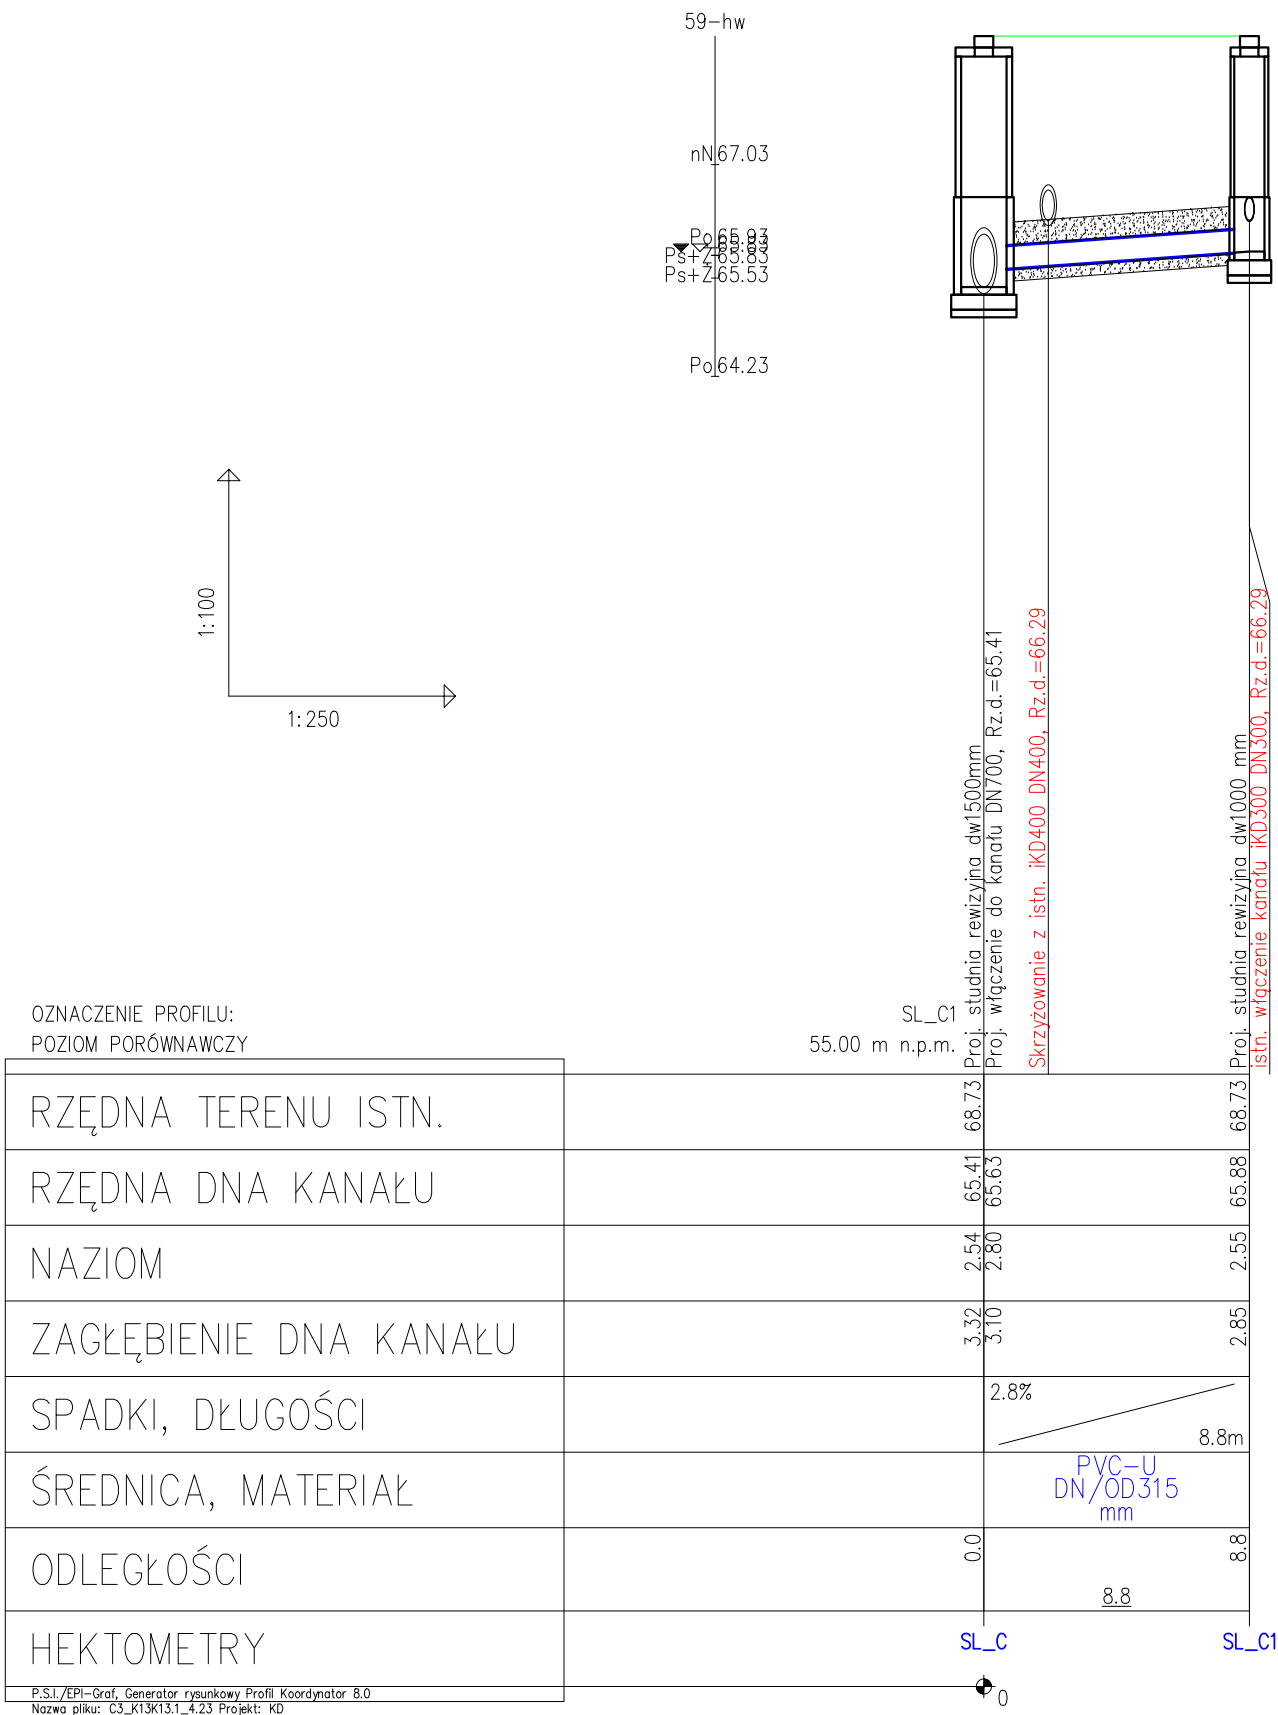 59-hw
nN 67.03
Po 65.93
Ps+Ż 65.83
Ps+Ż 65.53
Po 64.23
1:100
1:250
Proj. studnia rewizyjna dw1500mm
Proj. włączenie do kanału DN700, Rz.d.=65.41
Skrzyżowanie z istn. iKD400 DN400, Rz.d.=66.29
Proj. studnia rewizyjna dw1000 mm
istn. włączenie kanału iKD300 DN300, Rz.d.=66.29
OZNACZENIE PROFILU: SL_C1
POZIOM PORÓWNAWCZY 55.00 m n.p.m.
RZĘDNA TERENU ISTN. 68.73 68.73
RZĘDNA DNA KANAŁU 65.41 65.63 65.88
NAZIOM 2.54 2.80 2.55
ZAGŁĘBIENIE DNA KANAŁU 3.32 3.10 2.85
SPADKI, DŁUGOŚCI 2.8% 8.8m
ŚREDNICA, MATERIAŁ
PVC-U
DN/OD315
mm
ODLEGŁOŚCI 0.0 8.8 8.8
HEKTOMETRY SL_C SL_C1
0
P.S.I./EPI-Graf, Generator rysunkowy Profil Koordynator 8.0
Nazwa pliku: C3_K13K13.1_4.23 Projekt: KD